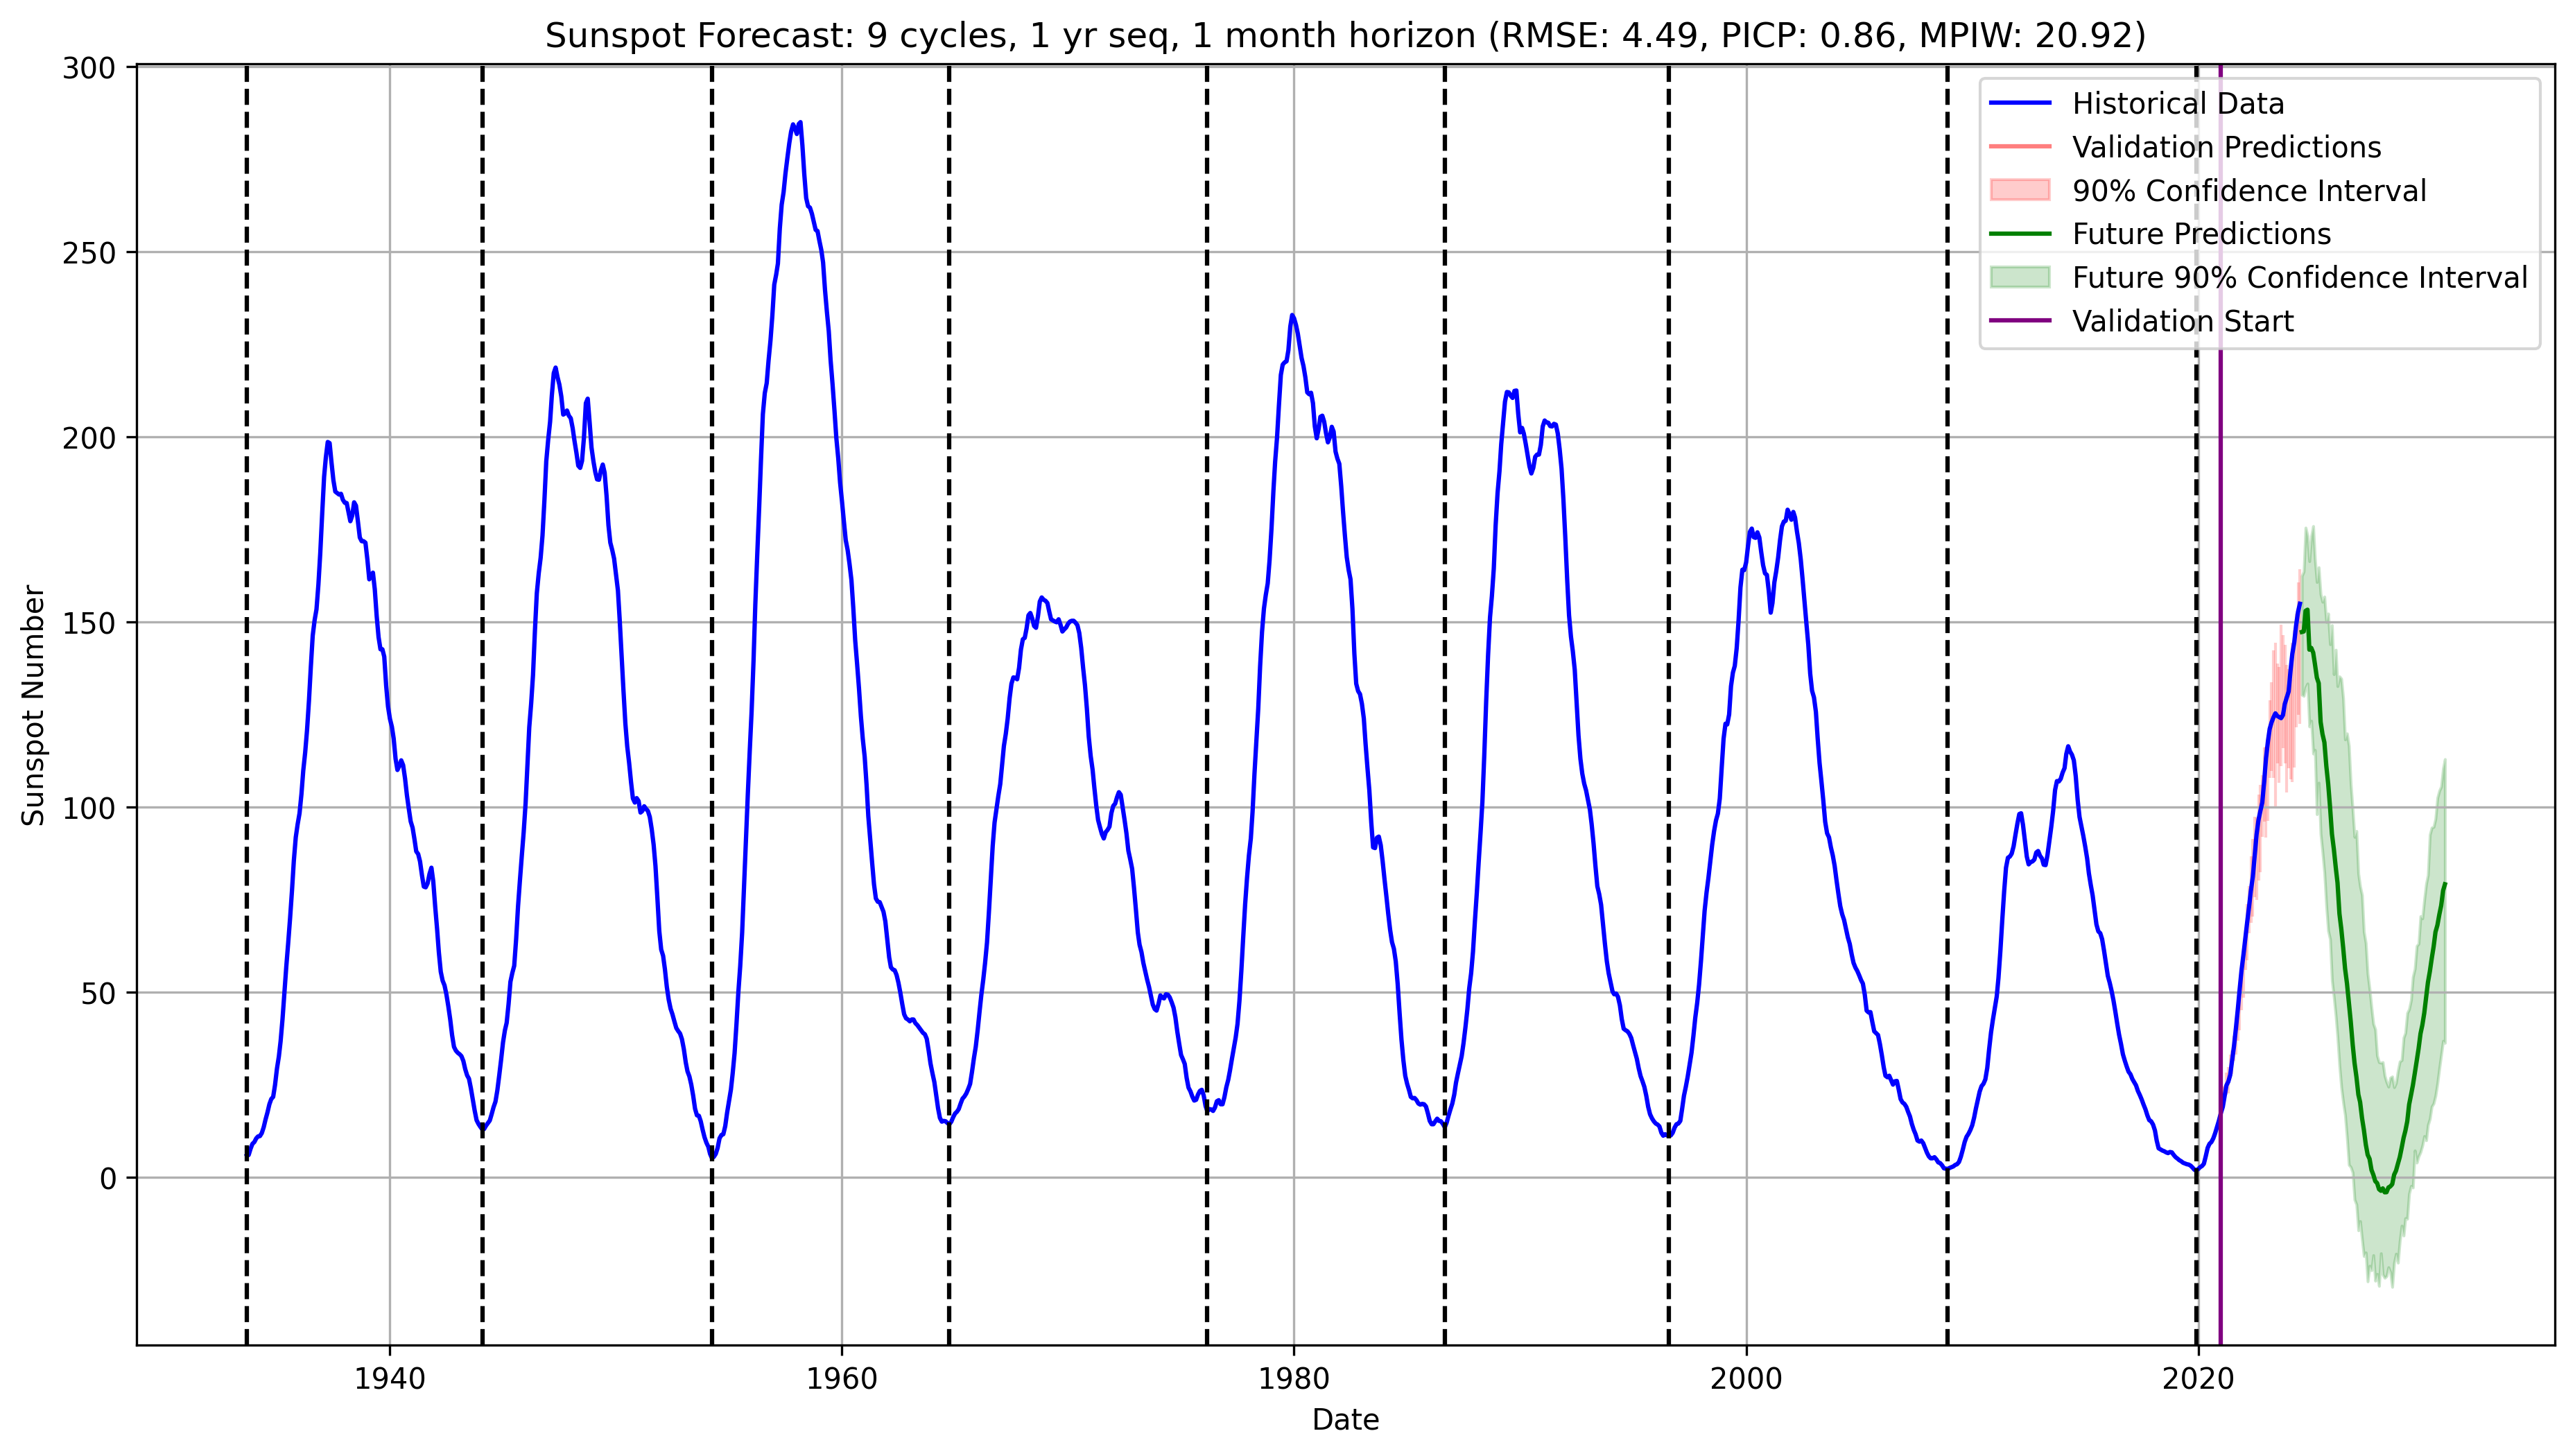 Sunspot Forecast: 9 cycles, 1 yr seq, 1 month horizon (RMSE: 4.49, PICP: 0.86, MPIW: 20.92)
300
250
200
150
100
50
0
Sunspot Number
Historical Data
Validation Predictions
90% Confidence Interval
Future Predictions
Future 90% Confidence Interval
Validation Start
1940
1960
1980
2000
2020
Date